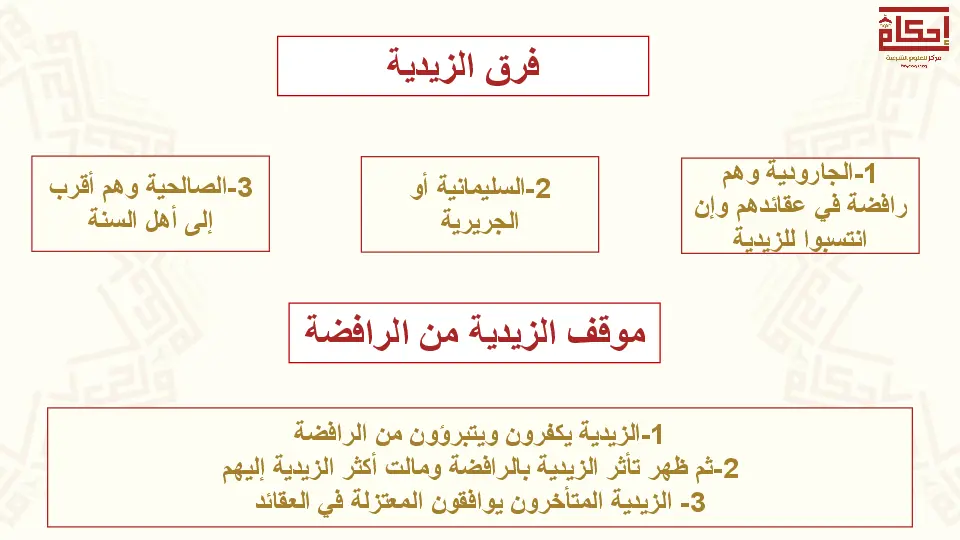 إحكام
مركز للعلوم الشرعية
فرق الزيدية
1-الجارودية وهم
رافضة في عقائدهم وإن
انتسبوا للزيدية
2-السليمانية أو
الجريرية
3-الصالحية وهم أقرب
إلى أهل السنة
موقف الزيدية من الرافضة
1-الزيدية يكفرون ويتبرؤون من الرافضة
2-ثم ظهر تأثر الزيدية بالرافضة ومالت أكثر الزيدية إليهم
3- الزيدية المتأخرون يوافقون المعتزلة في العقائد